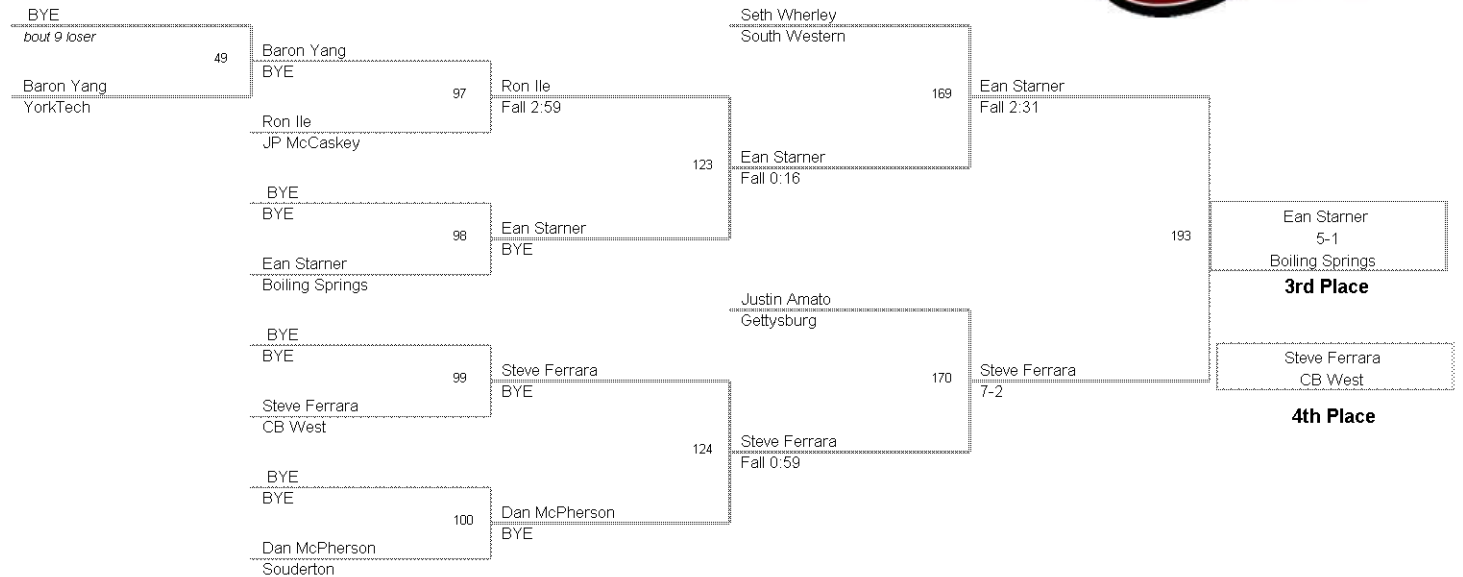 BYE
bout 9 loser
49
Baron Yang
YorkTech
Baron Yang
BYE
97
Ron Ile
JP McCaskey
BYE
BYE
98
Ean Starner
Boiling Springs
BYE
BYE
99
Steve Ferrara
CB West
BYE
BYE
100
Dan McPherson
Souderton
Ron Ile
Fall 2:59
123
Ean Starner
BYE
Steve Ferrara
BYE
124
Dan McPherson
BYE
Seth Wherley
South Western
169
Ean Starner
Fall 0:16
Justin Amato
Gettysburg
170
Steve Ferrara
Fall 0:59
Ean Starner
Fall 2:31
193
Steve Ferrara
7-2
Ean Starner
5-1
Boiling Springs
3rd Place
Steve Ferrara
CB West
4th Place